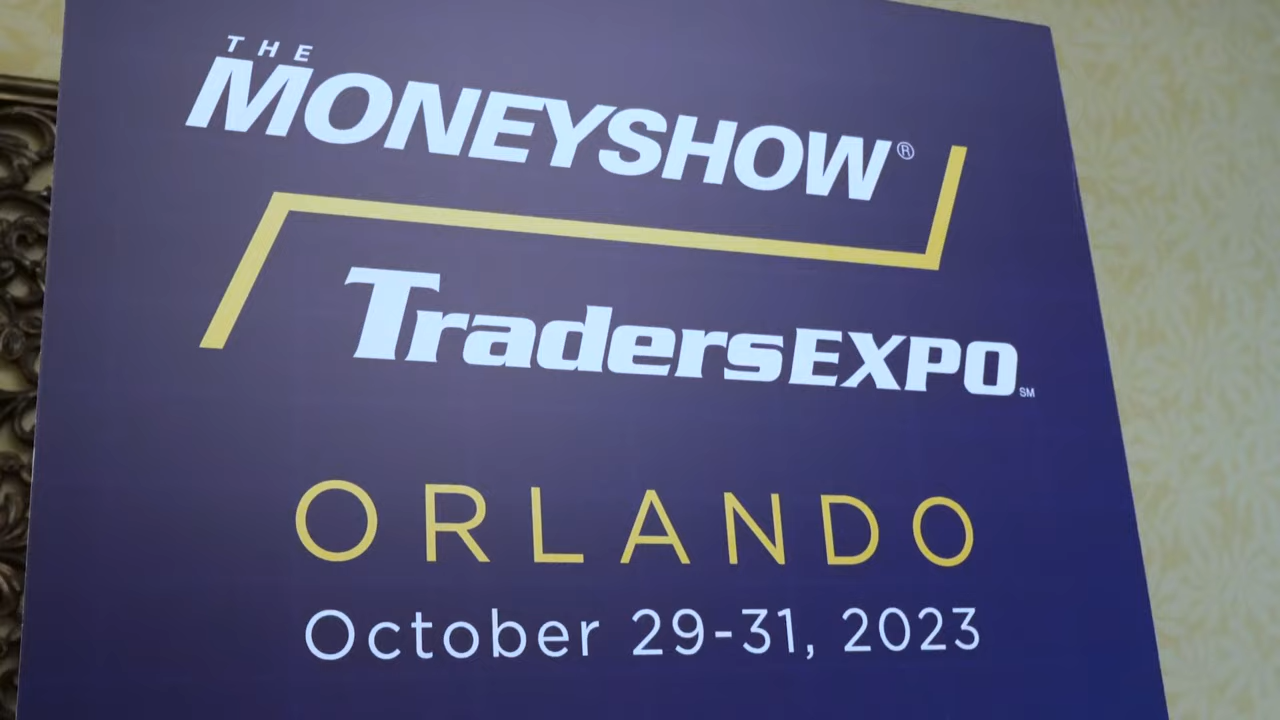 THE
MONEYSHOW®
TradersEXPO℠
ORLANDO
October 29-31, 2023